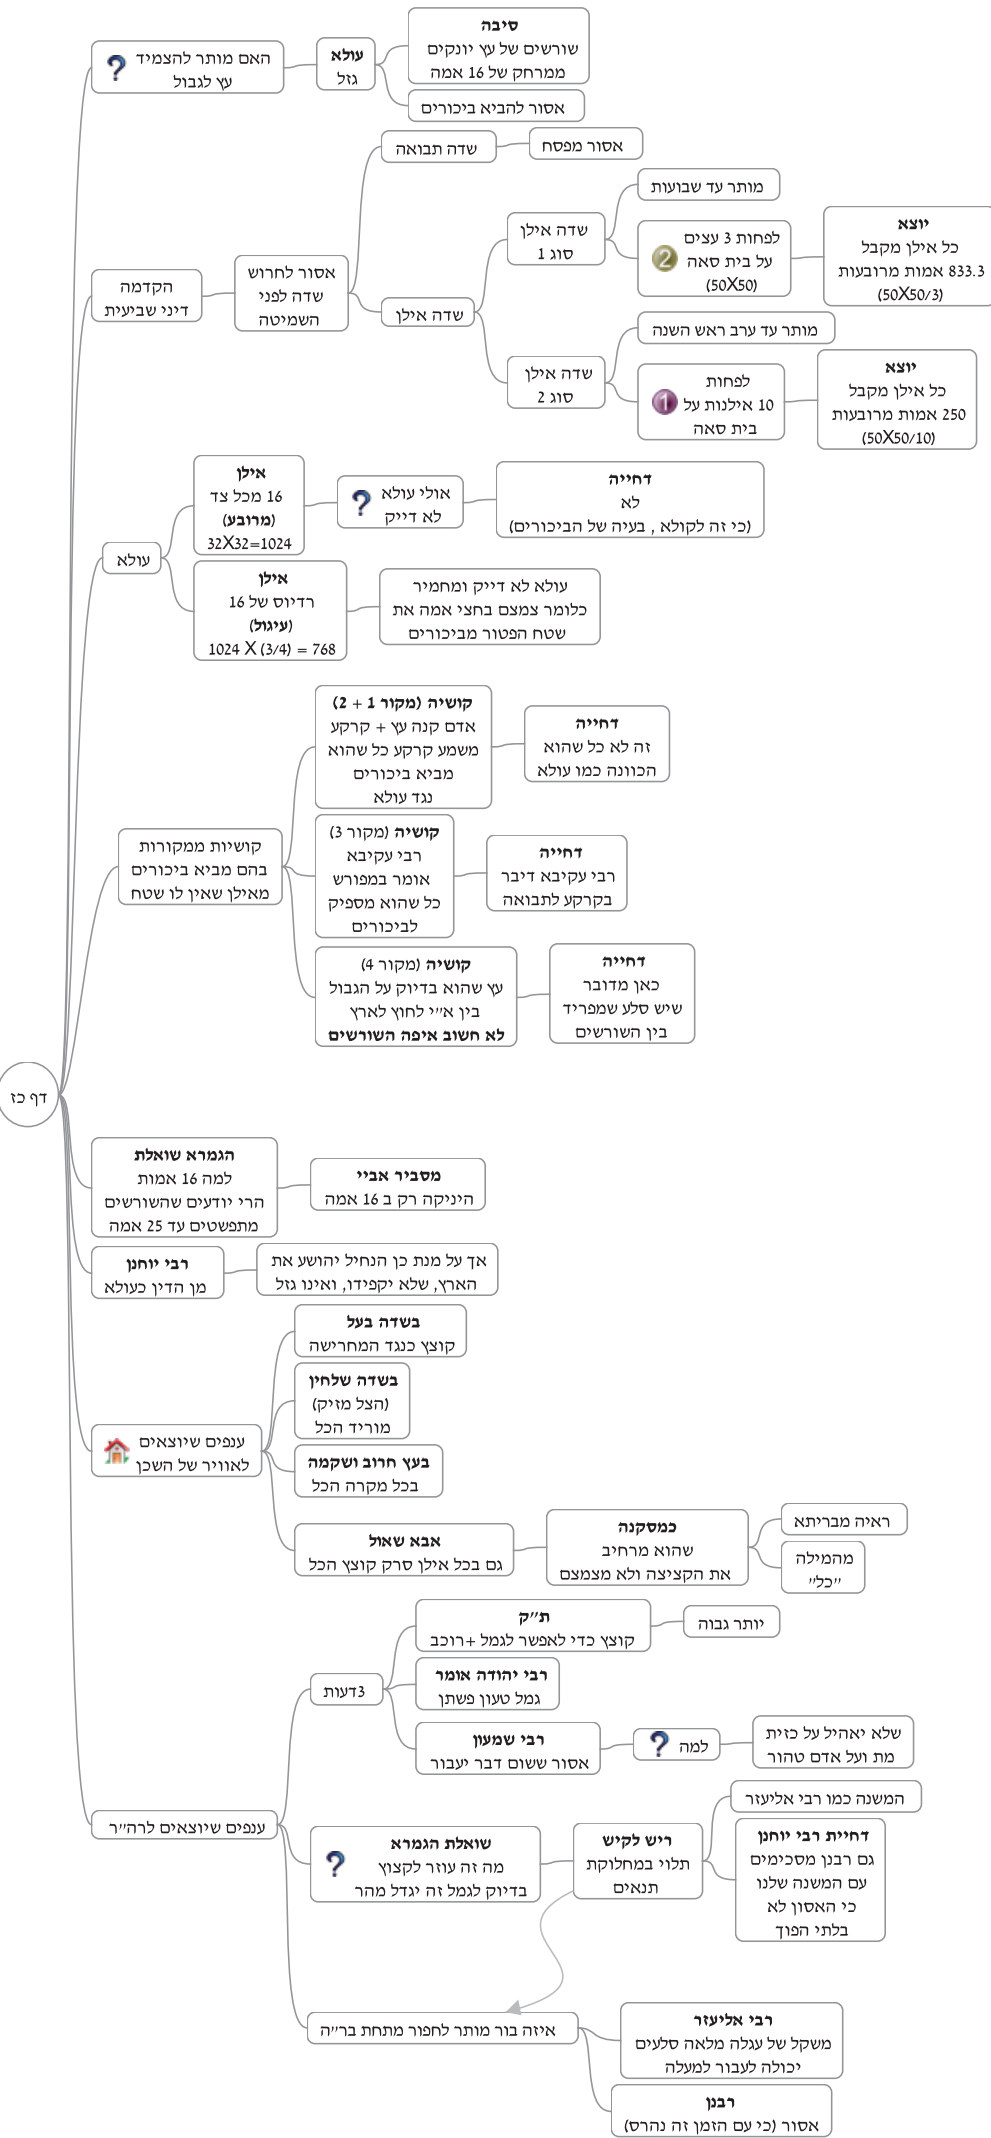 דף כז
האם מותר להצמיד
עץ לגבול
עולא
גזל
סיבה
שורשים של עץ יונקים
ממרחק של 16 אמה
אסור להביא ביכורים
הקדמה
דיני שביעית
אסור לחרוש
שדה לפני
השמיטה
שדה תבואה
אסור מפסח
שדה אילן
שדה אילן
סוג 1
מותר עד שבועות
2
לפחות 3 עצים
על בית סאה
(50X50)
יוצא
כל אילן מקבל
833.3 אמות מרובעות
(50X50/3)
שדה אילן
סוג 2
מותר עד ערב ראש השנה
1
לפחות
10 אילנות על
בית סאה
יוצא
כל אילן מקבל
250 אמות מרובעות
(50X50/10)
עולא
אילן
16 מכל צד
(מרובע)
32X32=1024
אולי עולא
לא דייק
דחייה
לא
(כי זה לקולא , בעיה של הביכורים)
אילן
רדיוס של 16
(עיגול)
1024 X (3/4) = 768
עולא לא דייק ומחמיר
כלומר צמצם בחצי אמה את
שטח הפטור מביכורים
קושיות ממקורות
בהם מביא ביכורים
מאילן שאין לו שטח
קושיה (מקור 1 + 2)
אדם קנה עץ + קרקע
משמע קרקע כל שהוא
מביא ביכורים
נגד עולא
דחייה
זה לא כל שהוא
הכוונה כמו עולא
קושיה (מקור 3)
רבי עקיבא
אומר במפורש
כל שהוא מספיק
לביכורים
דחייה
רבי עקיבא דיבר
בקרקע לתבואה
קושיה (מקור 4)
עץ שהוא בדיוק על הגבול
בין א"י לחוץ לארץ
לא חשוב איפה השורשים
דחייה
כאן מדובר
שיש סלע שמפריד
בין השורשים
הגמרא שואלת
למה 16 אמות
הרי יודעים שהשורשים
מתפשטים עד 25 אמה
מסביר אביי
היניקה רק ב 16 אמה
רבי יוחנן
מן הדין כעולא
אך על מנת כן הנחיל יהושע את
הארץ, שלא יקפידו, ואינו גזל
ענפים שיוצאים
לאוויר של השכן
בשדה בעל
קוצץ כנגד המחרישה
בשדה שלחין
(הצל מזיק)
מוריד הכל
בעץ חרוב ושקמה
בכל מקרה הכל
אבא שאול
גם בכל אילן סרק קוצץ הכל
כמסקנה
שהוא מרחיב
את הקציצה ולא מצמצם
ראיה מבריתא
מהמילה
"כל"
ענפים שיוצאים לרה"ר
3דעות
ת"ק
קוצץ כדי לאפשר לגמל +רוכב
יותר גבוה
רבי יהודה אומר
גמל טעון פשתן
רבי שמעון
אסור ששום דבר יעבור
למה
שלא יאהיל על כזית
מת ועל אדם טהור
שואלת הגמרא
מה זה עוזר לקצוץ
בדיוק לגמל זה יגדל מהר
ריש לקיש
תלוי במחלוקת
תנאים
המשנה כמו רבי אליעזר
דחיית רבי יוחנן
גם רבנן מסכימים
עם המשנה שלנו
כי האסון לא
בלתי הפוך
איזה בור מותר לחפור מתחת בר"ה
רבי אליעזר
משקל של עגלה מלאה סלעים
יכולה לעבור למעלה
רבנן
אסור (כי עם הזמן זה נהרס)